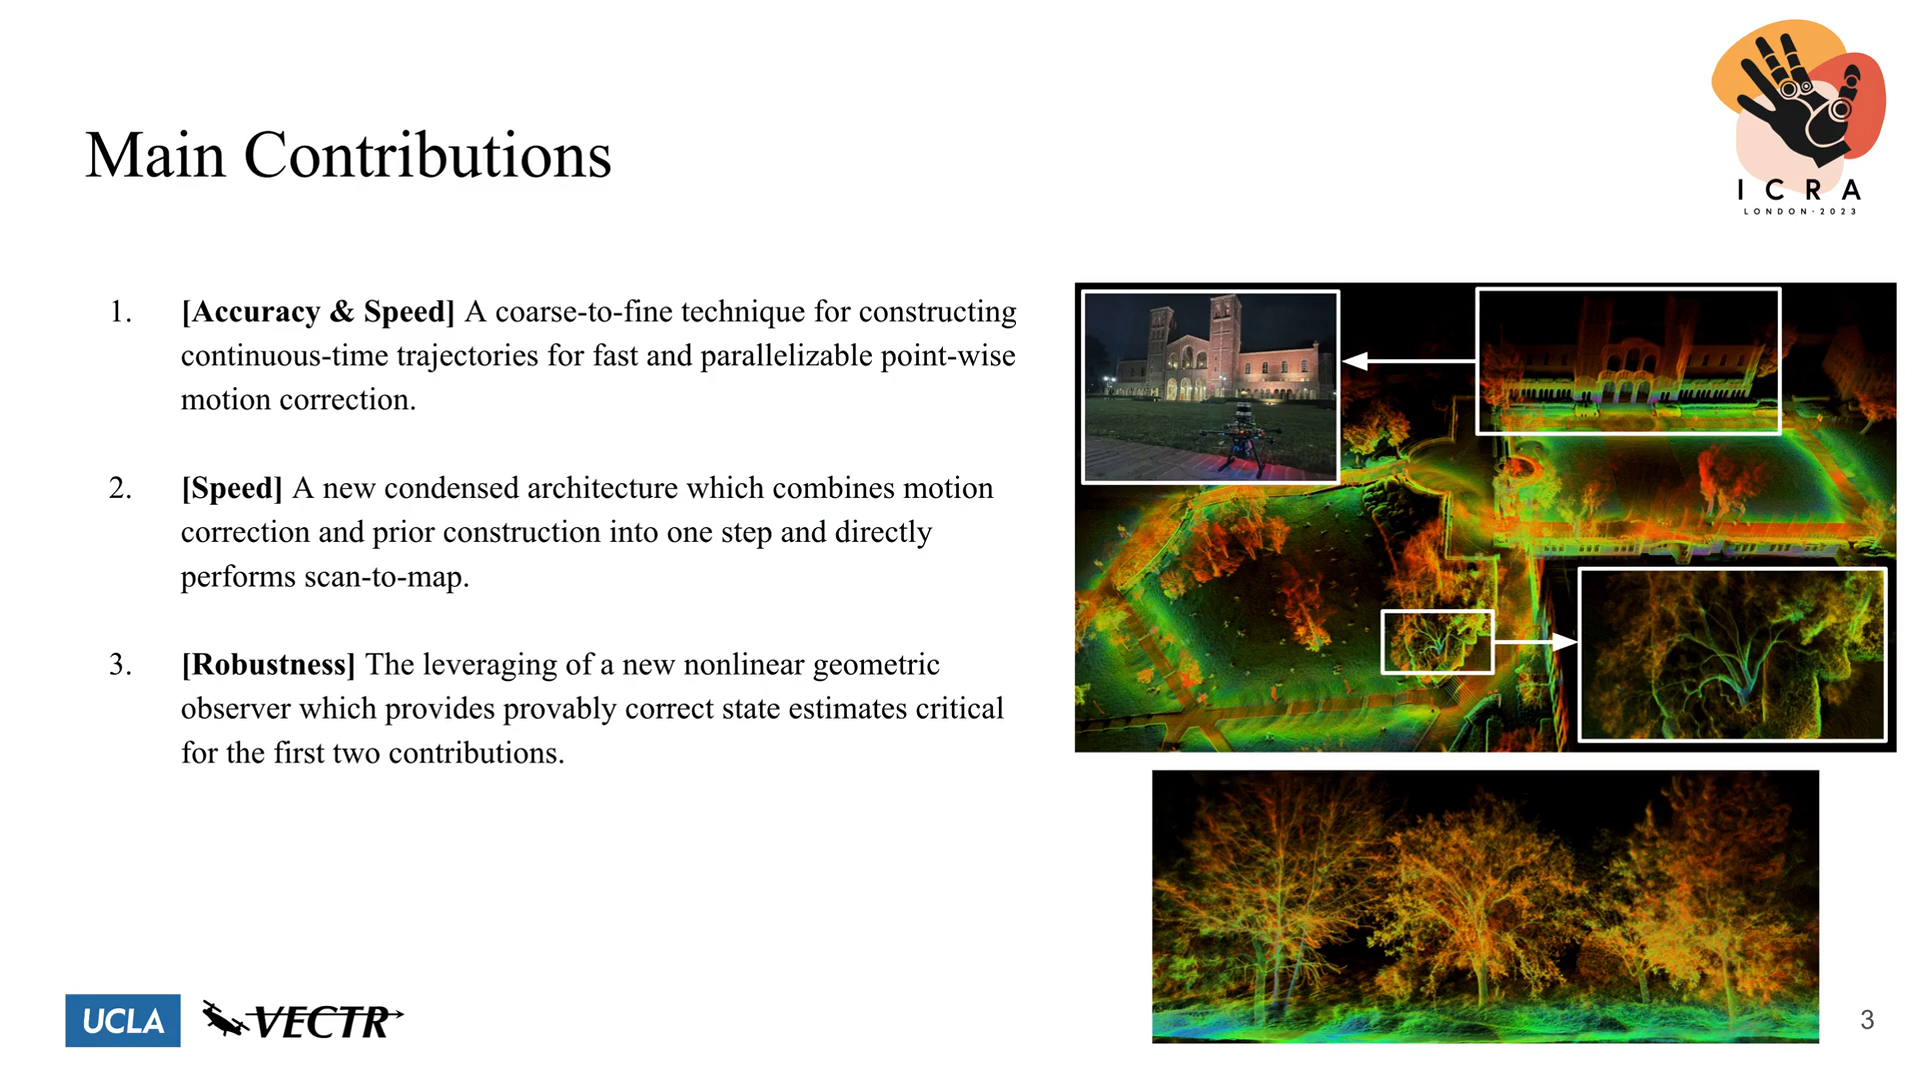 Main Contributions
I C R A
LONDON·2023
1. [Accuracy & Speed] A coarse-to-fine technique for constructing
continuous-time trajectories for fast and parallelizable point-wise
motion correction.
2. [Speed] A new condensed architecture which combines motion
correction and prior construction into one step and directly
performs scan-to-map.
3. [Robustness] The leveraging of a new nonlinear geometric
observer which provides provably correct state estimates critical
for the first two contributions.
UCLA
VECTR
3